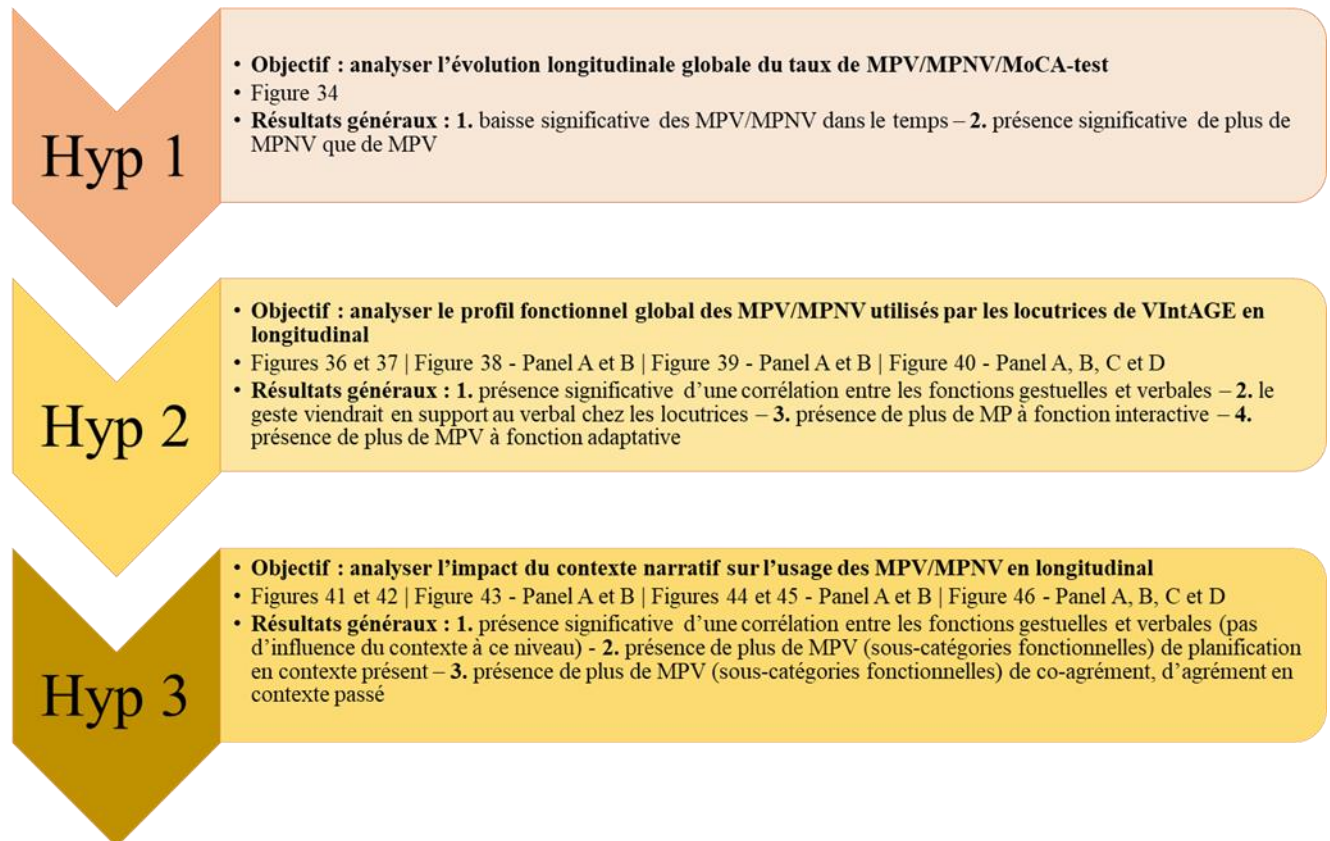 Hyp 1
• Objectif : analyser l'évolution longitudinale globale du taux de MPV/MPNV/MoCA-test
• Figure 34
• Résultats généraux : 1. baisse significative des MPV/MPNV dans le temps – 2. présence significative de plus de
MPNV que de MPV
Hyp 2
• Objectif : analyser le profil fonctionnel global des MPV/MPNV utilisés par les locutrices de VIntAGE en
longitudinal
• Figures 36 et 37 | Figure 38 - Panel A et B | Figure 39 - Panel A et B | Figure 40 - Panel A, B, C et D
• Résultats généraux : 1. présence significative d'une corrélation entre les fonctions gestuelles et verbales – 2. le
geste viendrait en support au verbal chez les locutrices – 3. présence de plus de MP à fonction interactive – 4.
présence de plus de MPV à fonction adaptative
Hyp 3
• Objectif : analyser l'impact du contexte narratif sur l'usage des MPV/MPNV en longitudinal
• Figures 41 et 42 | Figure 43 - Panel A et B | Figures 44 et 45 - Panel A et B | Figure 46 - Panel A, B, C et D
• Résultats généraux : 1. présence significative d'une corrélation entre les fonctions gestuelles et verbales (pas
d'influence du contexte à ce niveau) - 2. présence de plus de MPV (sous-catégories fonctionnelles) de planification
en contexte présent – 3. présence de plus de MPV (sous-catégories fonctionnelles) de co-agrément, d'agrément en
contexte passé